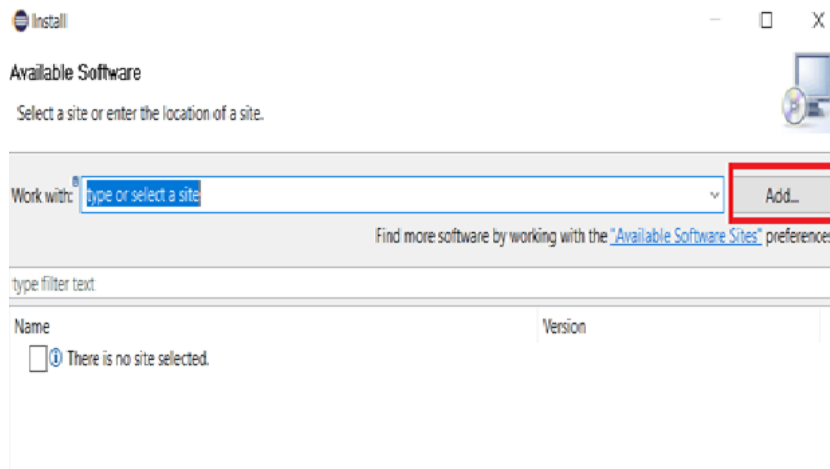 Install
Available Software
Select a site or enter the location of a site.
Work with: type or select a site Add...
Find more software by working with the "Available Software Sites" preferences
type filter text
Name Version
There is no site selected.